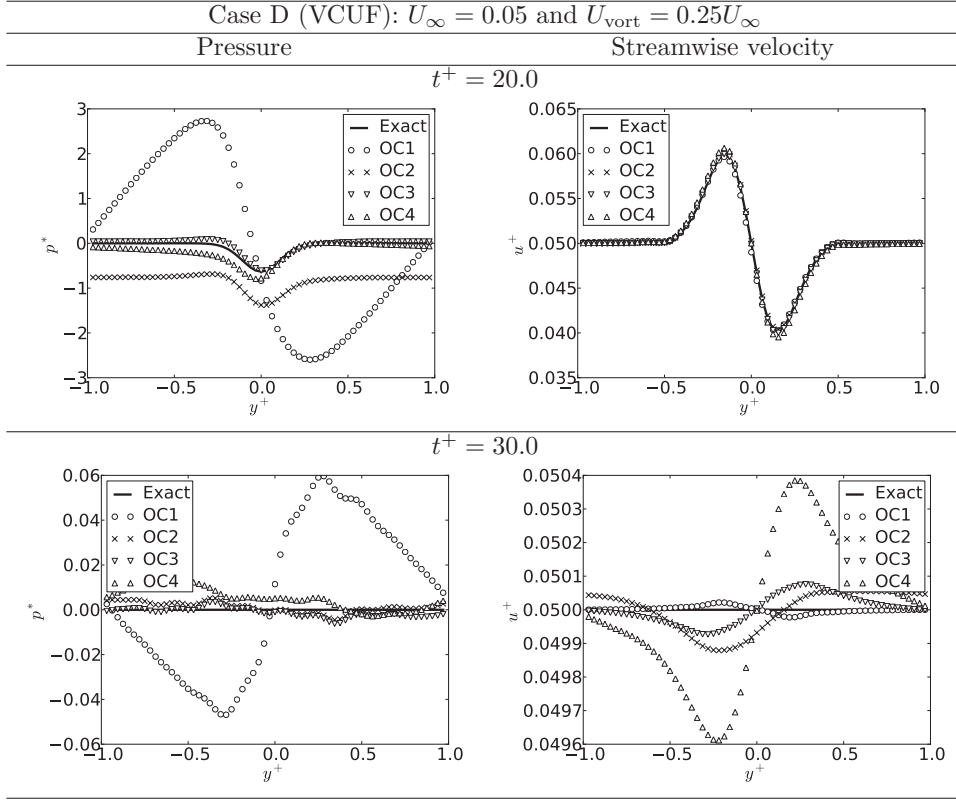 Case D (VCUF): U∞ = 0.05 and U_vort = 0.25U∞
Pressure Streamwise velocity
t⁺ = 20.0
3
2
1
0
−1
−2
−3
p*
−1.0 −0.5 0.0 0.5 1.0
y⁺
Exact
OC1
OC2
OC3
OC4
0.065
0.060
0.055
0.050
0.045
0.040
0.035
u⁺
−1.0 −0.5 0.0 0.5 1.0
y⁺
Exact
OC1
OC2
OC3
OC4
t⁺ = 30.0
0.06
0.04
0.02
0.00
−0.02
−0.04
−0.06
p*
−1.0 −0.5 0.0 0.5 1.0
y⁺
Exact
OC1
OC2
OC3
OC4
0.0504
0.0503
0.0502
0.0501
0.0500
0.0499
0.0498
0.0497
0.0496
u⁺
−1.0 −0.5 0.0 0.5 1.0
y⁺
Exact
OC1
OC2
OC3
OC4